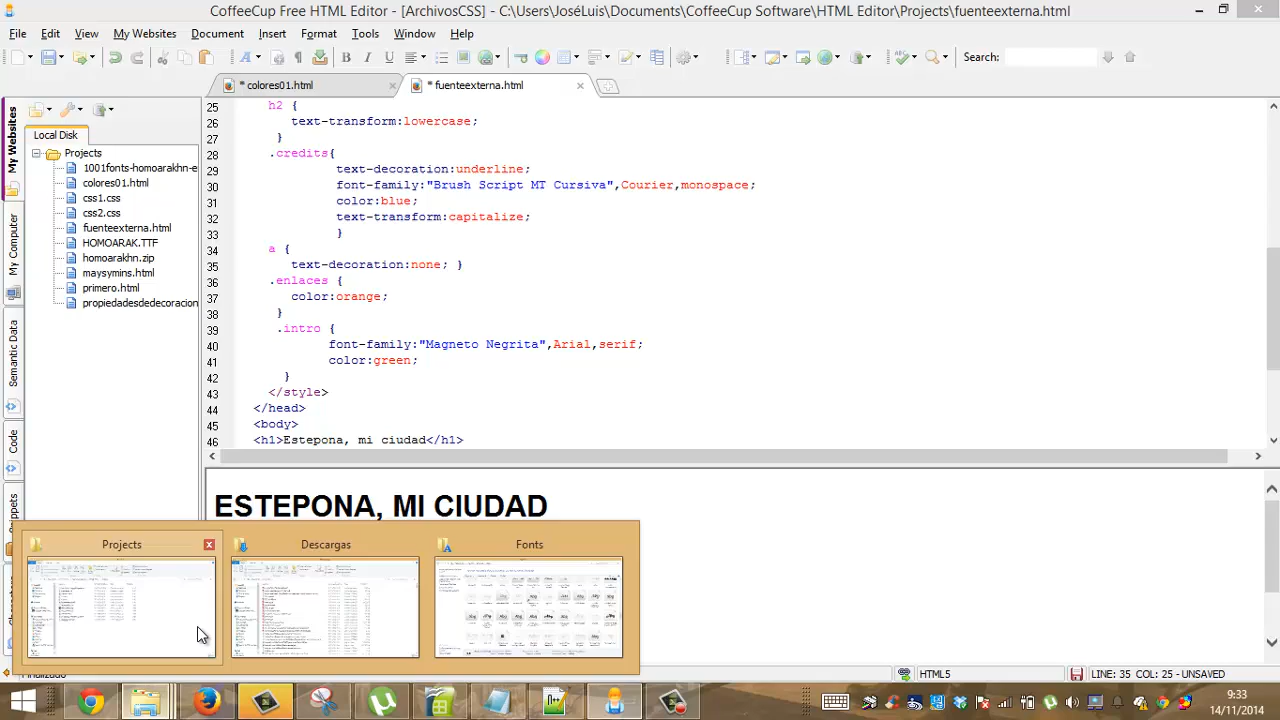 CoffeeCup Free HTML Editor - [ArchivosCSS] - C:\Users\JoséLuis\Documents\CoffeeCup Software\HTML Editor\Projects\fuenteexterna.html
File Edit View My Websites Document Insert Format Tools Window Help
Search:
* colores01.html
* fuenteexterna.html
My Websites
My Computer
Semantic Data
Code
Local Disk
Projects
1001fonts-homoarakhn-e
colores01.html
css1.css
css2.css
fuenteexterna.html
HOMOARAK.TTF
homoarakhn.zip
maysymins.html
primero.html
propiedadesdedecoracion
25 h2 {
26 text-transform:lowercase;
27 }
28 .credits{
29 text-decoration:underline;
30 font-family:"Brush Script MT Cursiva",Courier,monospace;
31 color:blue;
32 text-transform:capitalize;
33 }
34 a {
35 text-decoration:none; }
36 .enlaces {
37 color:orange;
38 }
39 .intro {
40 font-family:"Magneto Negrita",Arial,serif;
41 color:green;
42 }
43 </style>
44 </head>
45 <body>
46 <h1>Estepona, mi ciudad</h1>
ESTEPONA, MI CIUDAD
Projects
Descargas
Fonts
HTML5
LINE: 35 COL: 25 - UNSAVED
9:33
14/11/2014